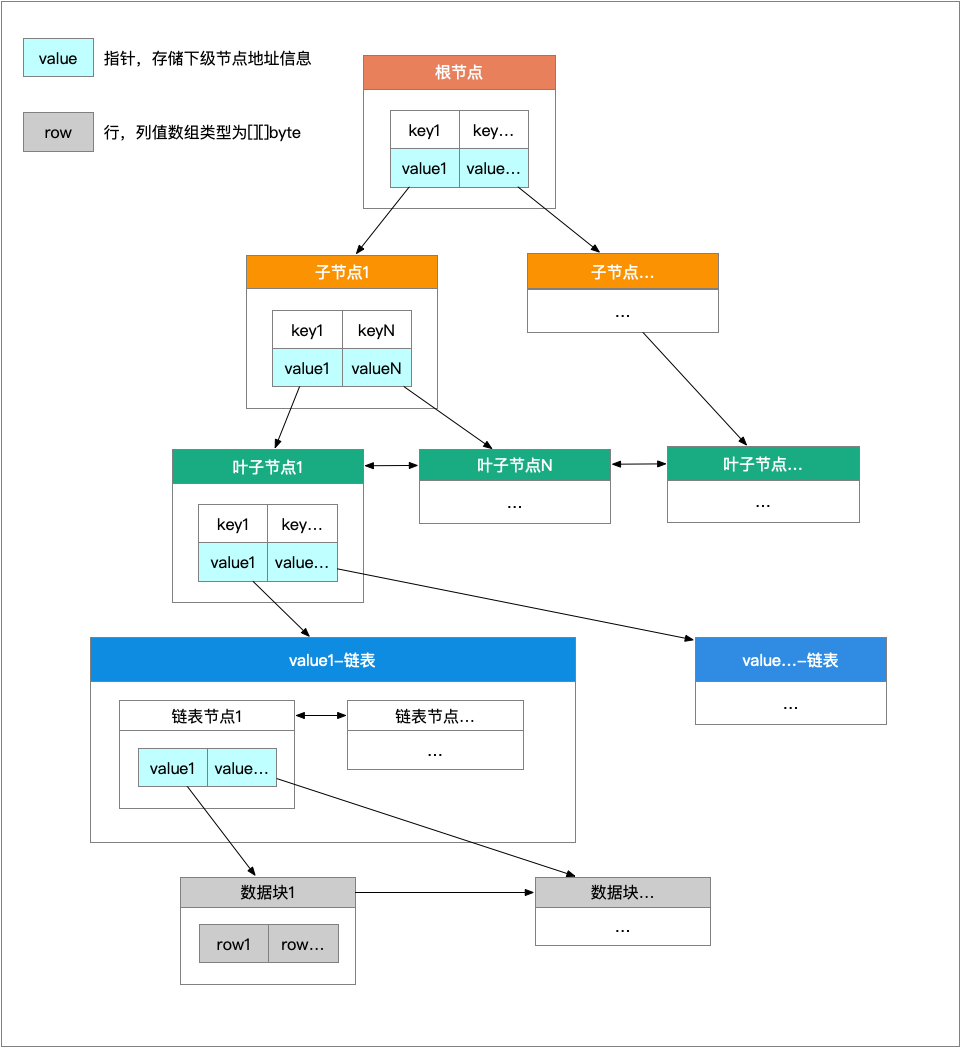 value 指针，存储下级节点地址信息
row 行，列值数组类型为[][]byte
根节点
key1 key...
value1 value...
子节点1 子节点...
...
key1 keyN
value1 valueN
叶子节点1 叶子节点N 叶子节点...
... ...
key1 key...
value1 value...
value1-链表 value...-链表
...
链表节点1 链表节点...
...
value1 value...
数据块1 数据块...
...
row1 row...